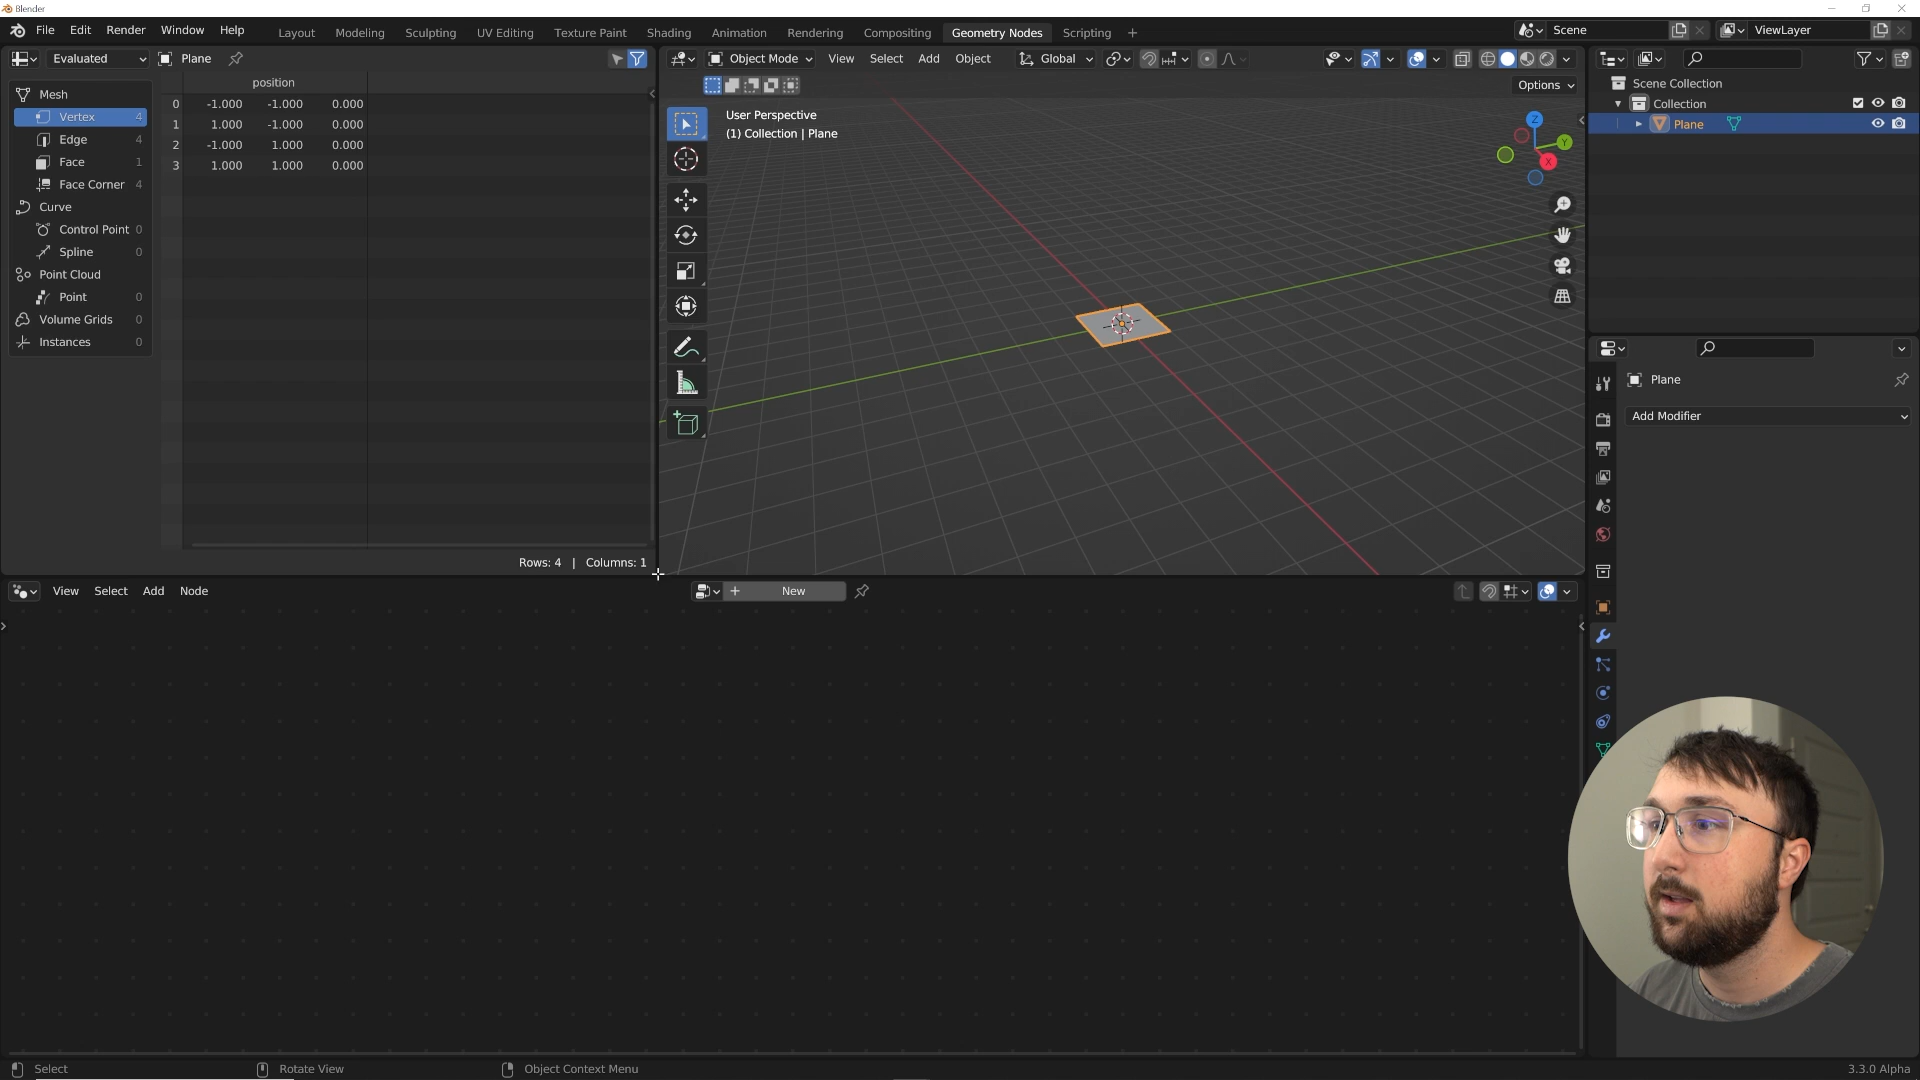 Blender
File Edit Render Window Help
Layout Modeling Sculpting UV Editing Texture Paint Shading Animation Rendering Compositing Geometry Nodes Scripting +
Scene
ViewLayer
Evaluated
Plane
Object Mode View Select Add Object
Global
Options
position
0 -1.000 -1.000 0.000
1 1.000 -1.000 0.000
2 -1.000 1.000 0.000
3 1.000 1.000 0.000
Mesh
Vertex 4
Edge 4
Face 1
Face Corner 4
Curve
Control Point 0
Spline 0
Point Cloud
Point 0
Volume Grids 0
Instances 0
Rows: 4 | Columns: 1
User Perspective
(1) Collection | Plane
Z
Y
X
Scene Collection
Collection
Plane
Plane
Add Modifier
View Select Add Node
+ New
Select
Rotate View
Object Context Menu
3.3.0 Alpha